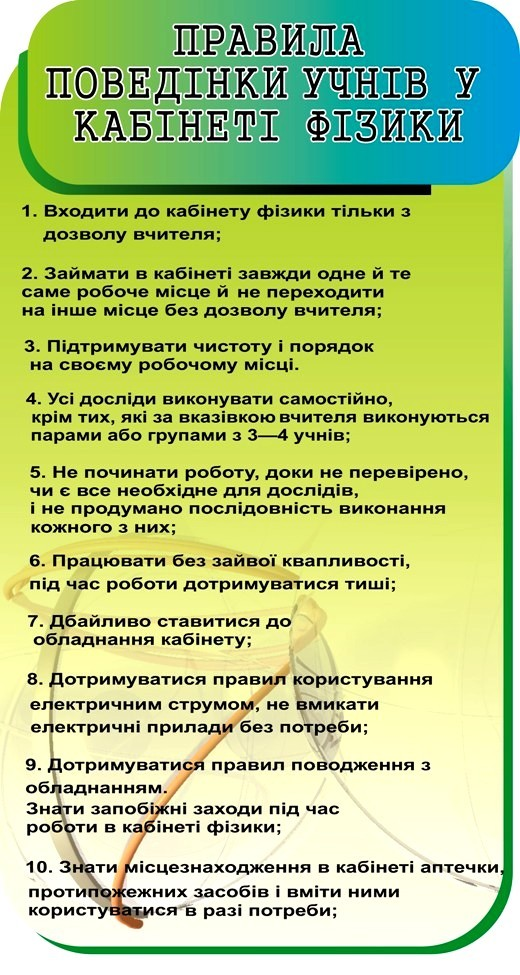 ПРАВИЛА
ПОВЕДІНКИ УЧНІВ У
КАБІНЕТІ ФІЗИКИ
1. Входити до кабінету фізики тільки з
дозволу вчителя;
2. Займати в кабінеті завжди одне й те
саме робоче місце й не переходити
на інше місце без дозволу вчителя;
3. Підтримувати чистоту і порядок
на своєму робочому місці.
4. Усі досліди виконувати самостійно,
крім тих, які за вказівкою вчителя виконуються
парами або групами з 3—4 учнів;
5. Не починати роботу, доки не перевірено,
чи є все необхідне для дослідів,
і не продумано послідовність виконання
кожного з них;
6. Працювати без зайвої квапливості,
під час роботи дотримуватися тиші;
7. Дбайливо ставитися до
обладнання кабінету;
8. Дотримуватися правил користування
електричним струмом, не вмикати
електричні прилади без потреби;
9. Дотримуватися правил поводження з
обладнанням.
Знати запобіжні заходи під час
роботи в кабінеті фізики;
10. Знати місцезнаходження в кабінеті аптечки,
протипожежних засобів і вміти ними
користуватися в разі потреби;